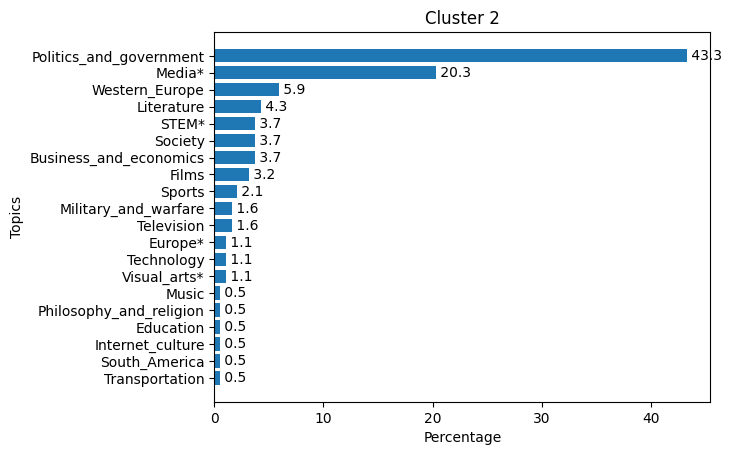 Cluster 2
Politics_and_government 43.3
Media* 20.3
Western_Europe 5.9
Literature 4.3
STEM* 3.7
Society 3.7
Business_and_economics 3.7
Films 3.2
Sports 2.1
Military_and_warfare 1.6
Television 1.6
Europe* 1.1
Technology 1.1
Visual_arts* 1.1
Music 0.5
Philosophy_and_religion 0.5
Education 0.5
Internet_culture 0.5
South_America 0.5
Transportation 0.5
Topics
0 10 20 30 40
Percentage